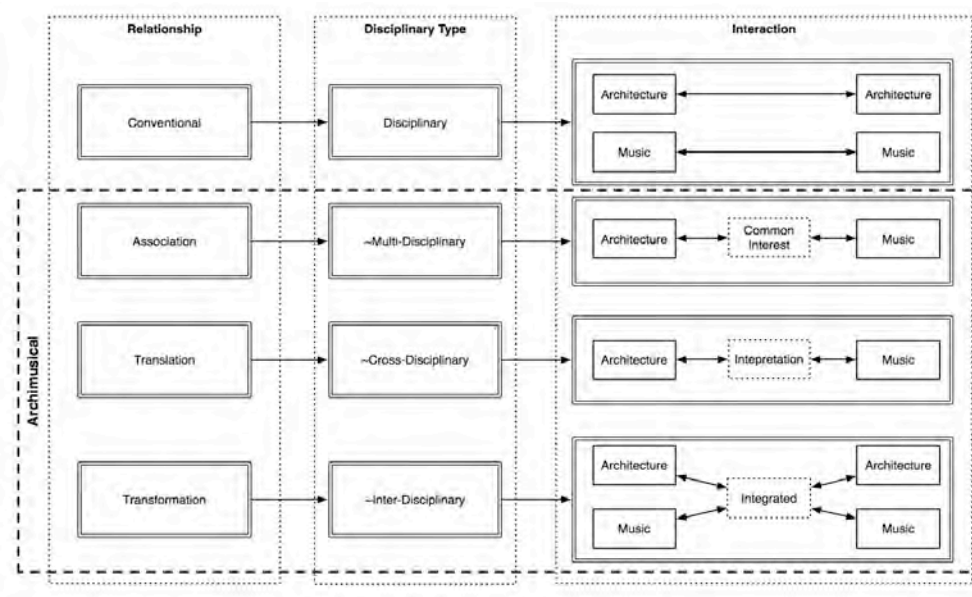 Relationship
Disciplinary Type
Interaction
Conventional
Disciplinary
Architecture
Architecture
Music
Music
Archimusical
Association
~Multi-Disciplinary
Architecture
Common
Interest
Music
Translation
~Cross-Disciplinary
Architecture
Intepretation
Music
Transformation
~Inter-Disciplinary
Architecture
Architecture
Integrated
Music
Music